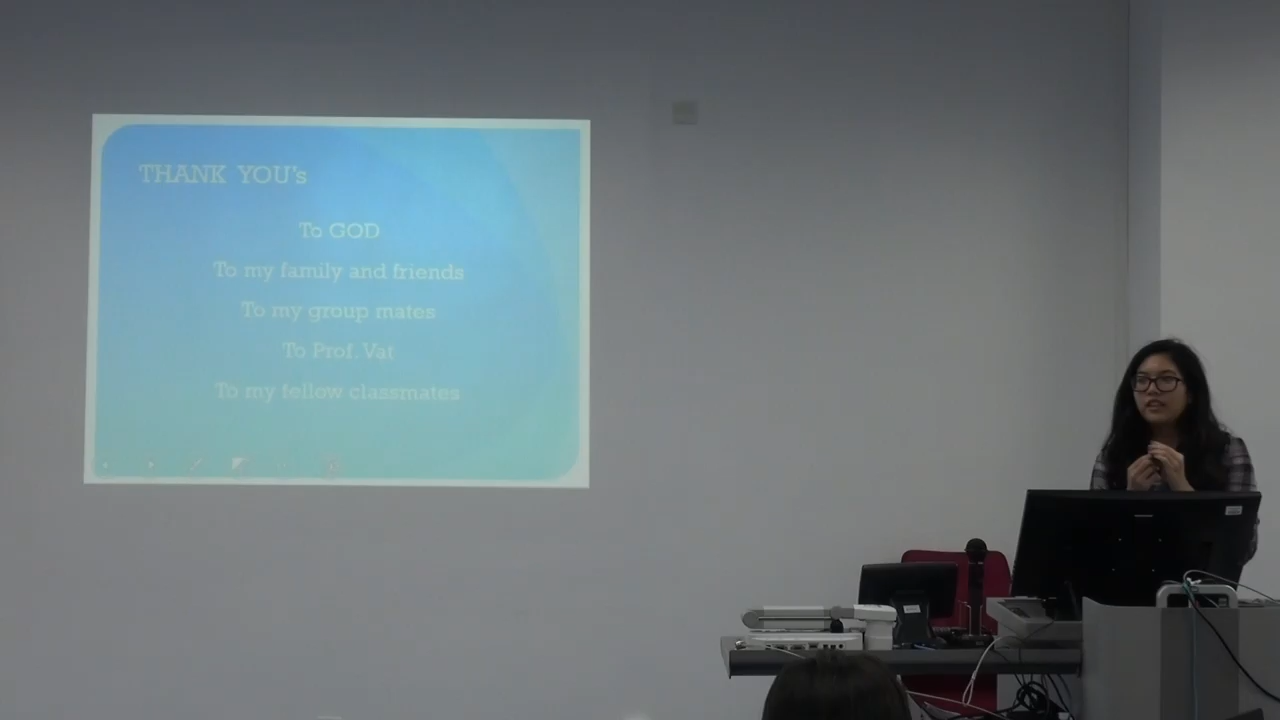 THANK YOU's
To GOD
To my family and friends
To my group mates
To Prof. Vat
To my fellow classmates